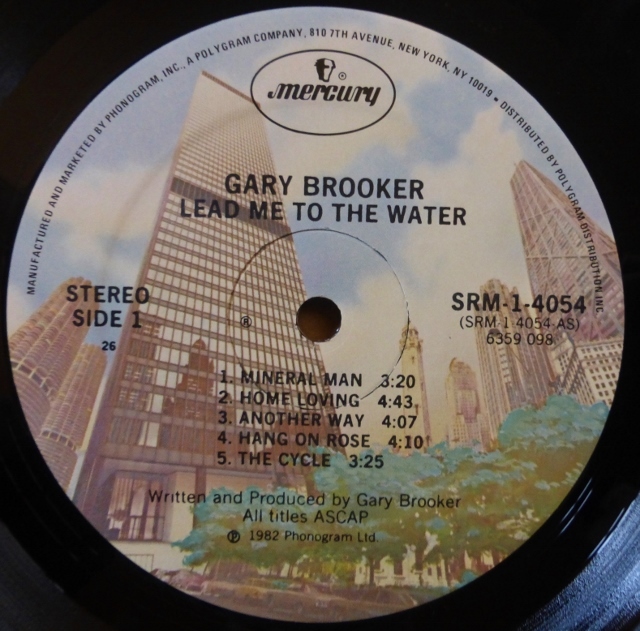 MANUFACTURED AND MARKETED BY PHONOGRAM, INC., A POLYGRAM COMPANY, 810 7TH AVENUE, NEW YORK, NY 10019 • DISTRIBUTED BY POLYGRAM DISTRIBUTION, INC.
mercury ®
GARY BROOKER
LEAD ME TO THE WATER
STEREO
SIDE 1
26
®
SRM-1-4054
(SRM-1-4054-AS)
6359 098
1. MINERAL MAN 3:20
2. HOME LOVING 4:43
3. ANOTHER WAY 4:07
4. HANG ON ROSE 4:10
5. THE CYCLE 3:25
Written and Produced by Gary Brooker
All titles ASCAP
℗ 1982 Phonogram Ltd.